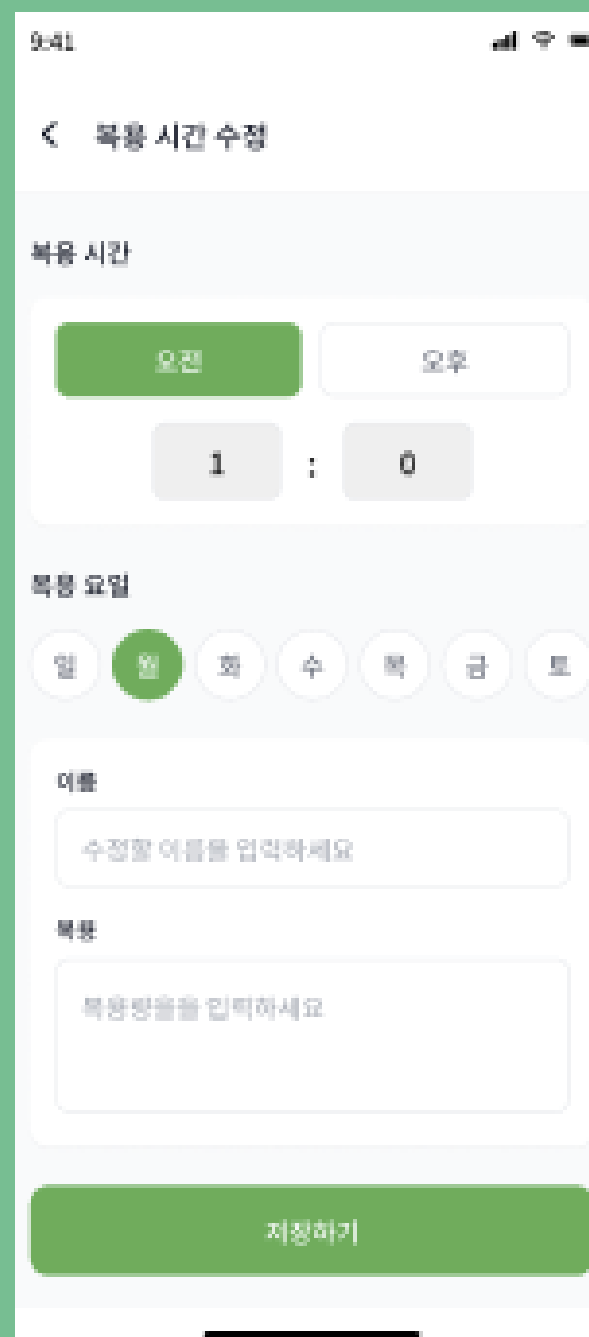 9:41
복용 시간 수정
복용 시간
오전 오후
1 : 0
복용 요일
일 월 화 수 목 금 토
이름
수정할 이름을 입력하세요
복용
복용량을을 입력하세요
저장하기